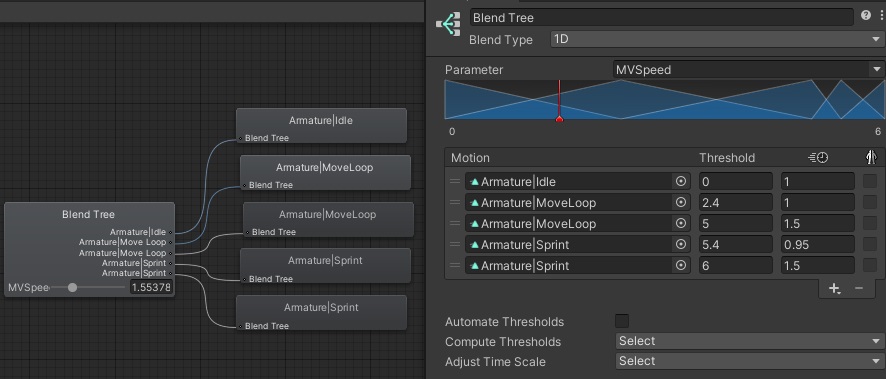 Armature|Idle
Blend Tree
Armature|MoveLoop
Blend Tree
Blend Tree
Armature|Idle
Armature|Move Loop
Armature|Move Loop
Armature|Sprint
Armature|Sprint
MVSpee
1.55378
Armature|MoveLoop
Blend Tree
Armature|Sprint
Blend Tree
Armature|Sprint
Blend Tree
Blend Tree
Blend Type 1D
Parameter MVSpeed
0 6
Motion Threshold
Armature|Idle 0 1
Armature|MoveLoop 2.4 1
Armature|MoveLoop 5 1.5
Armature|Sprint 5.4 0.95
Armature|Sprint 6 1.5
Automate Thresholds
Compute Thresholds Select
Adjust Time Scale Select